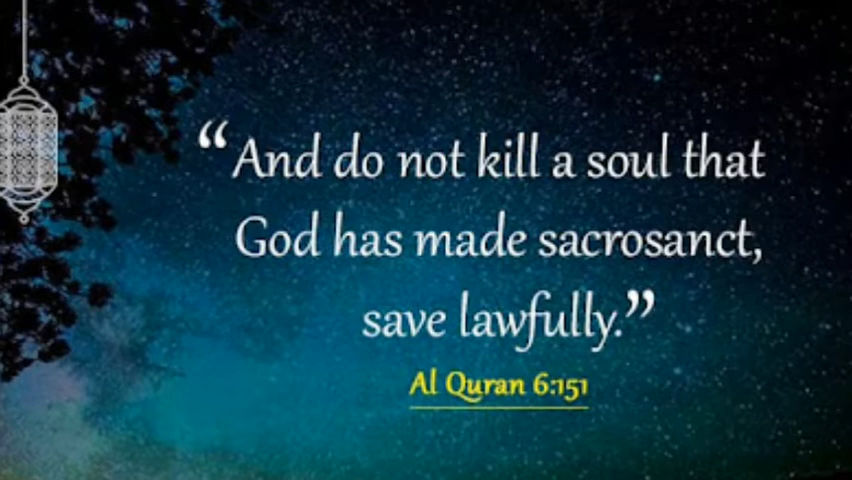 “And do not kill a soul that
God has made sacrosanct,
save lawfully.”
Al Quran 6:151